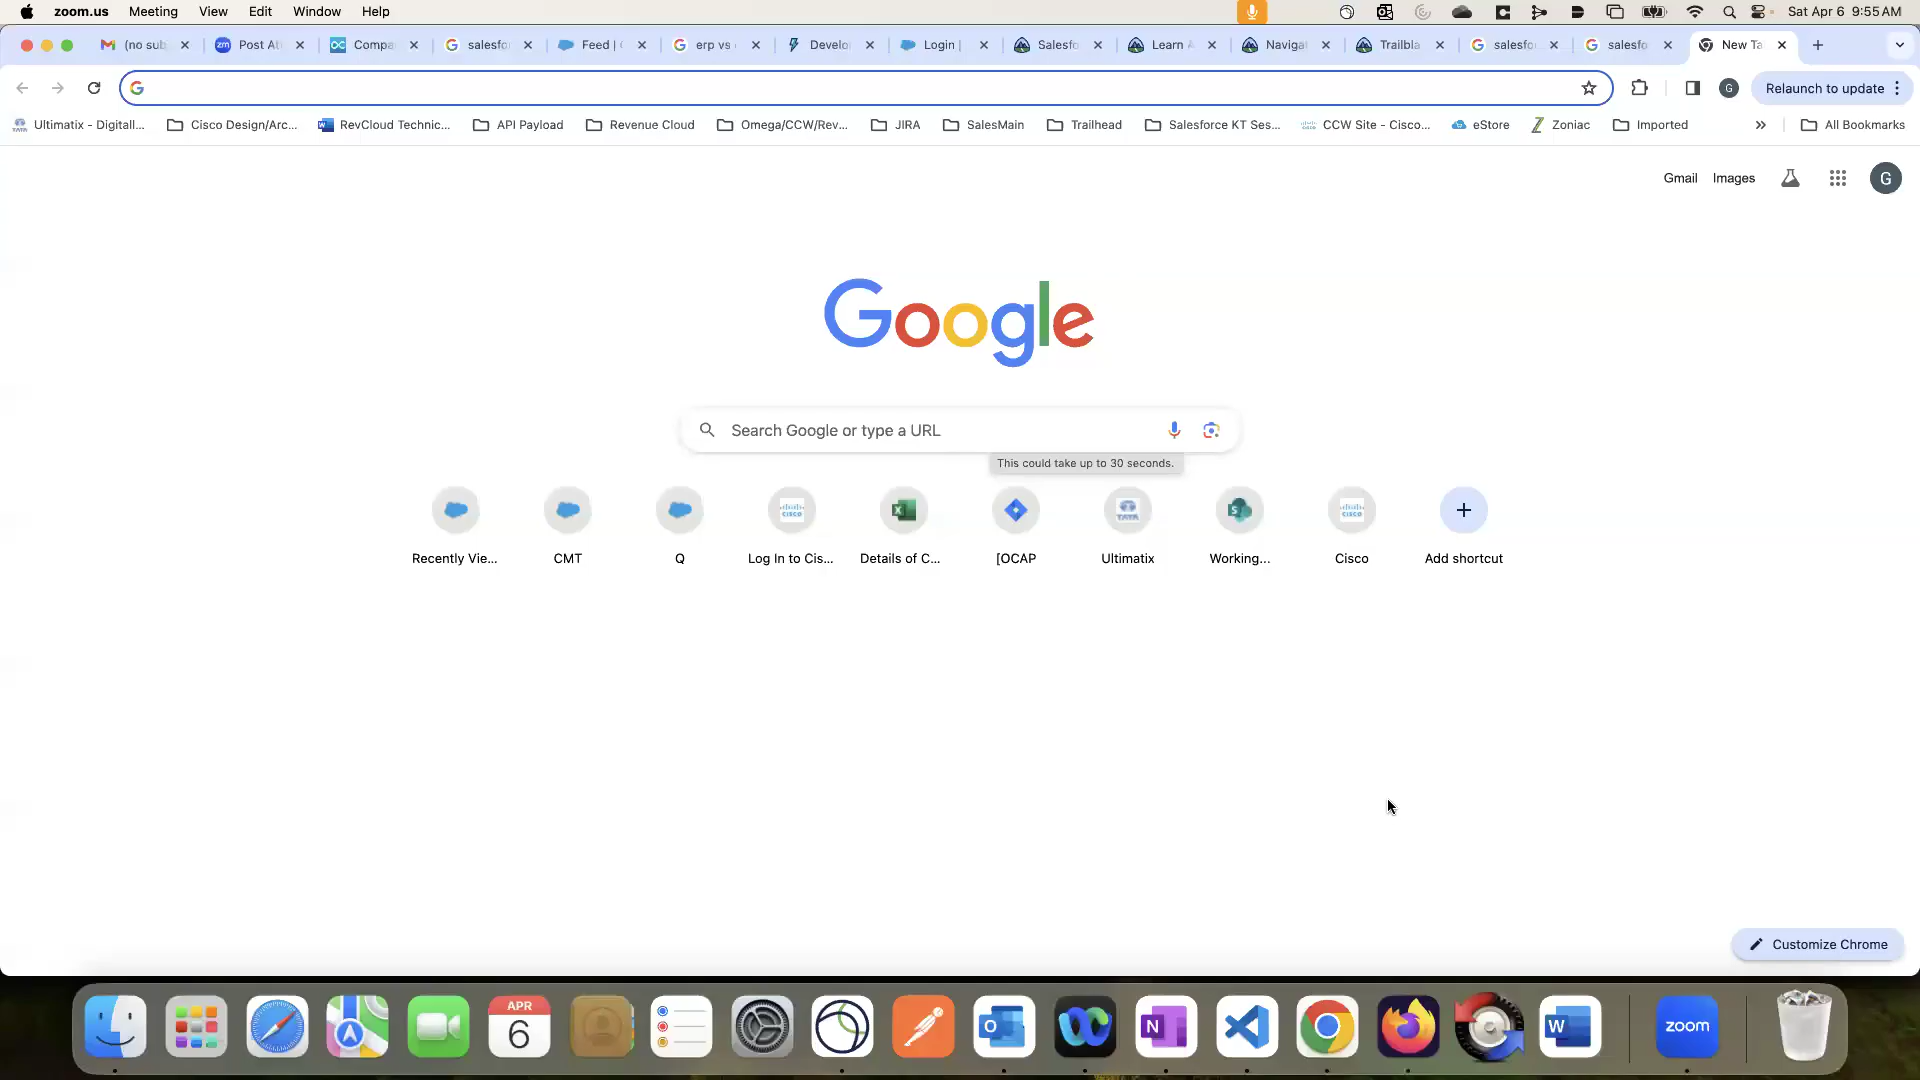 zoom.us Meeting View Edit Window Help Sat Apr 6 9:55 AM
(no sub Post At Compa salesfo Feed | erp vs Develo Login | Salesfo Learn Naviga Trailbla salesfo salesfo New Ta
Relaunch to update
Ultimatix - Digitall... Cisco Design/Arc... RevCloud Technic... API Payload Revenue Cloud Omega/CCW/Rev... JIRA SalesMain Trailhead Salesforce KT Ses... CCW Site - Cisco... eStore Zoniac Imported » All Bookmarks
Gmail Images G
Google
Search Google or type a URL
This could take up to 30 seconds.
Recently Vie... CMT Q Log In to Cis... Details of C... [OCAP Ultimatix Working... Cisco Add shortcut
Customize Chrome
APR
6
zoom